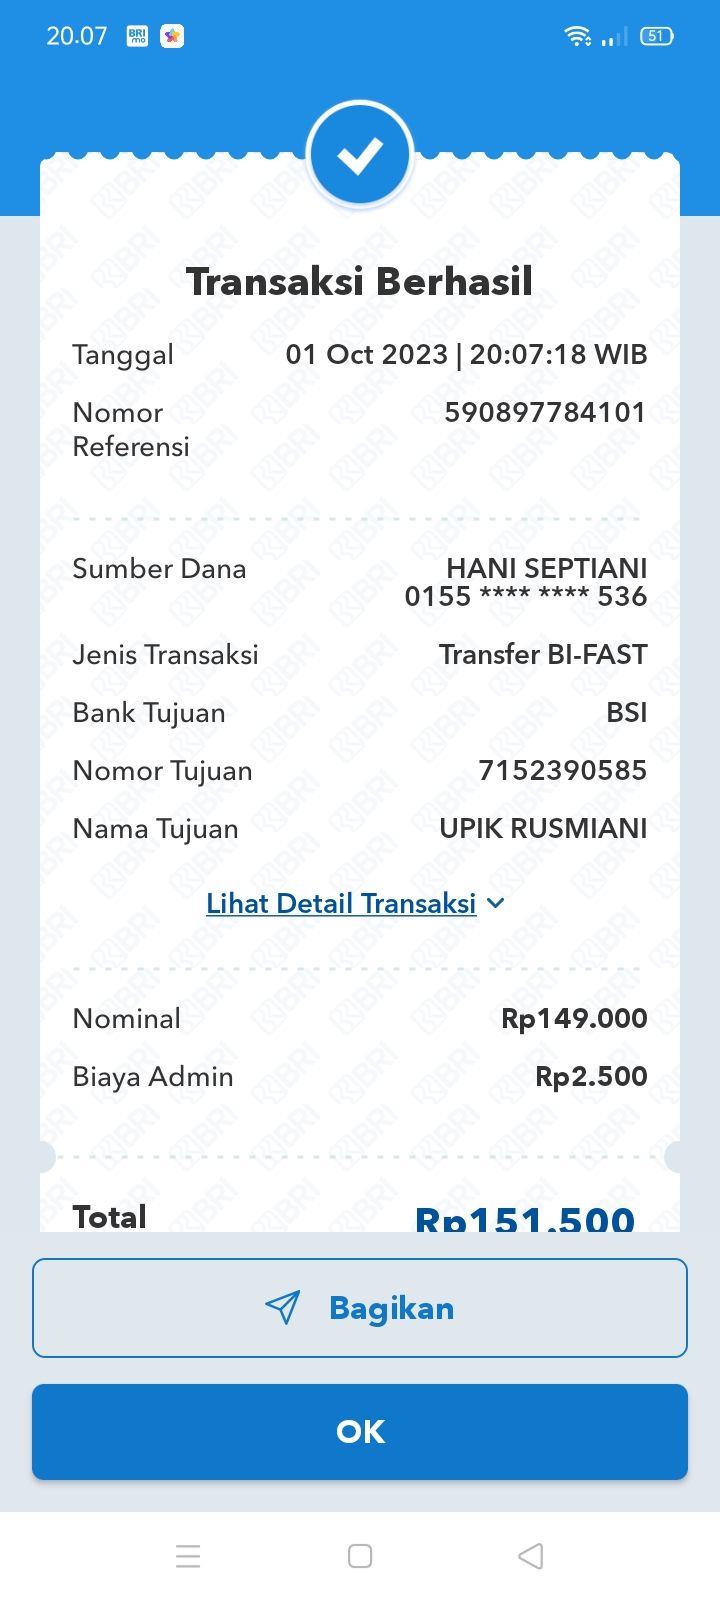 20.07 BRI mo 51
Transaksi Berhasil
Tanggal 01 Oct 2023 | 20:07:18 WIB
Nomor Referensi 590897784101
Sumber Dana HANI SEPTIANI
0155 **** **** 536
Jenis Transaksi Transfer BI-FAST
Bank Tujuan BSI
Nomor Tujuan 7152390585
Nama Tujuan UPIK RUSMIANI
Lihat Detail Transaksi
Nominal Rp149.000
Biaya Admin Rp2.500
Total Rp151.500
Bagikan
OK